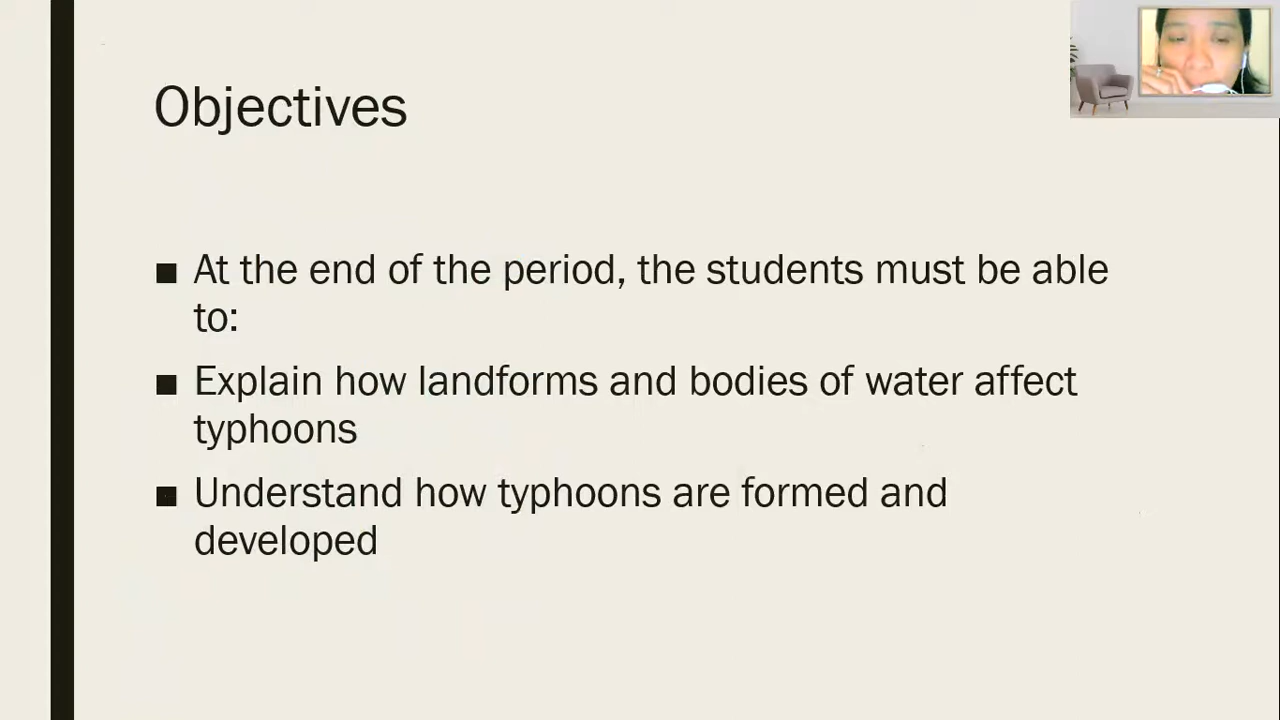 Objectives
■ At the end of the period, the students must be able
to:
■ Explain how landforms and bodies of water affect
typhoons
■ Understand how typhoons are formed and
developed